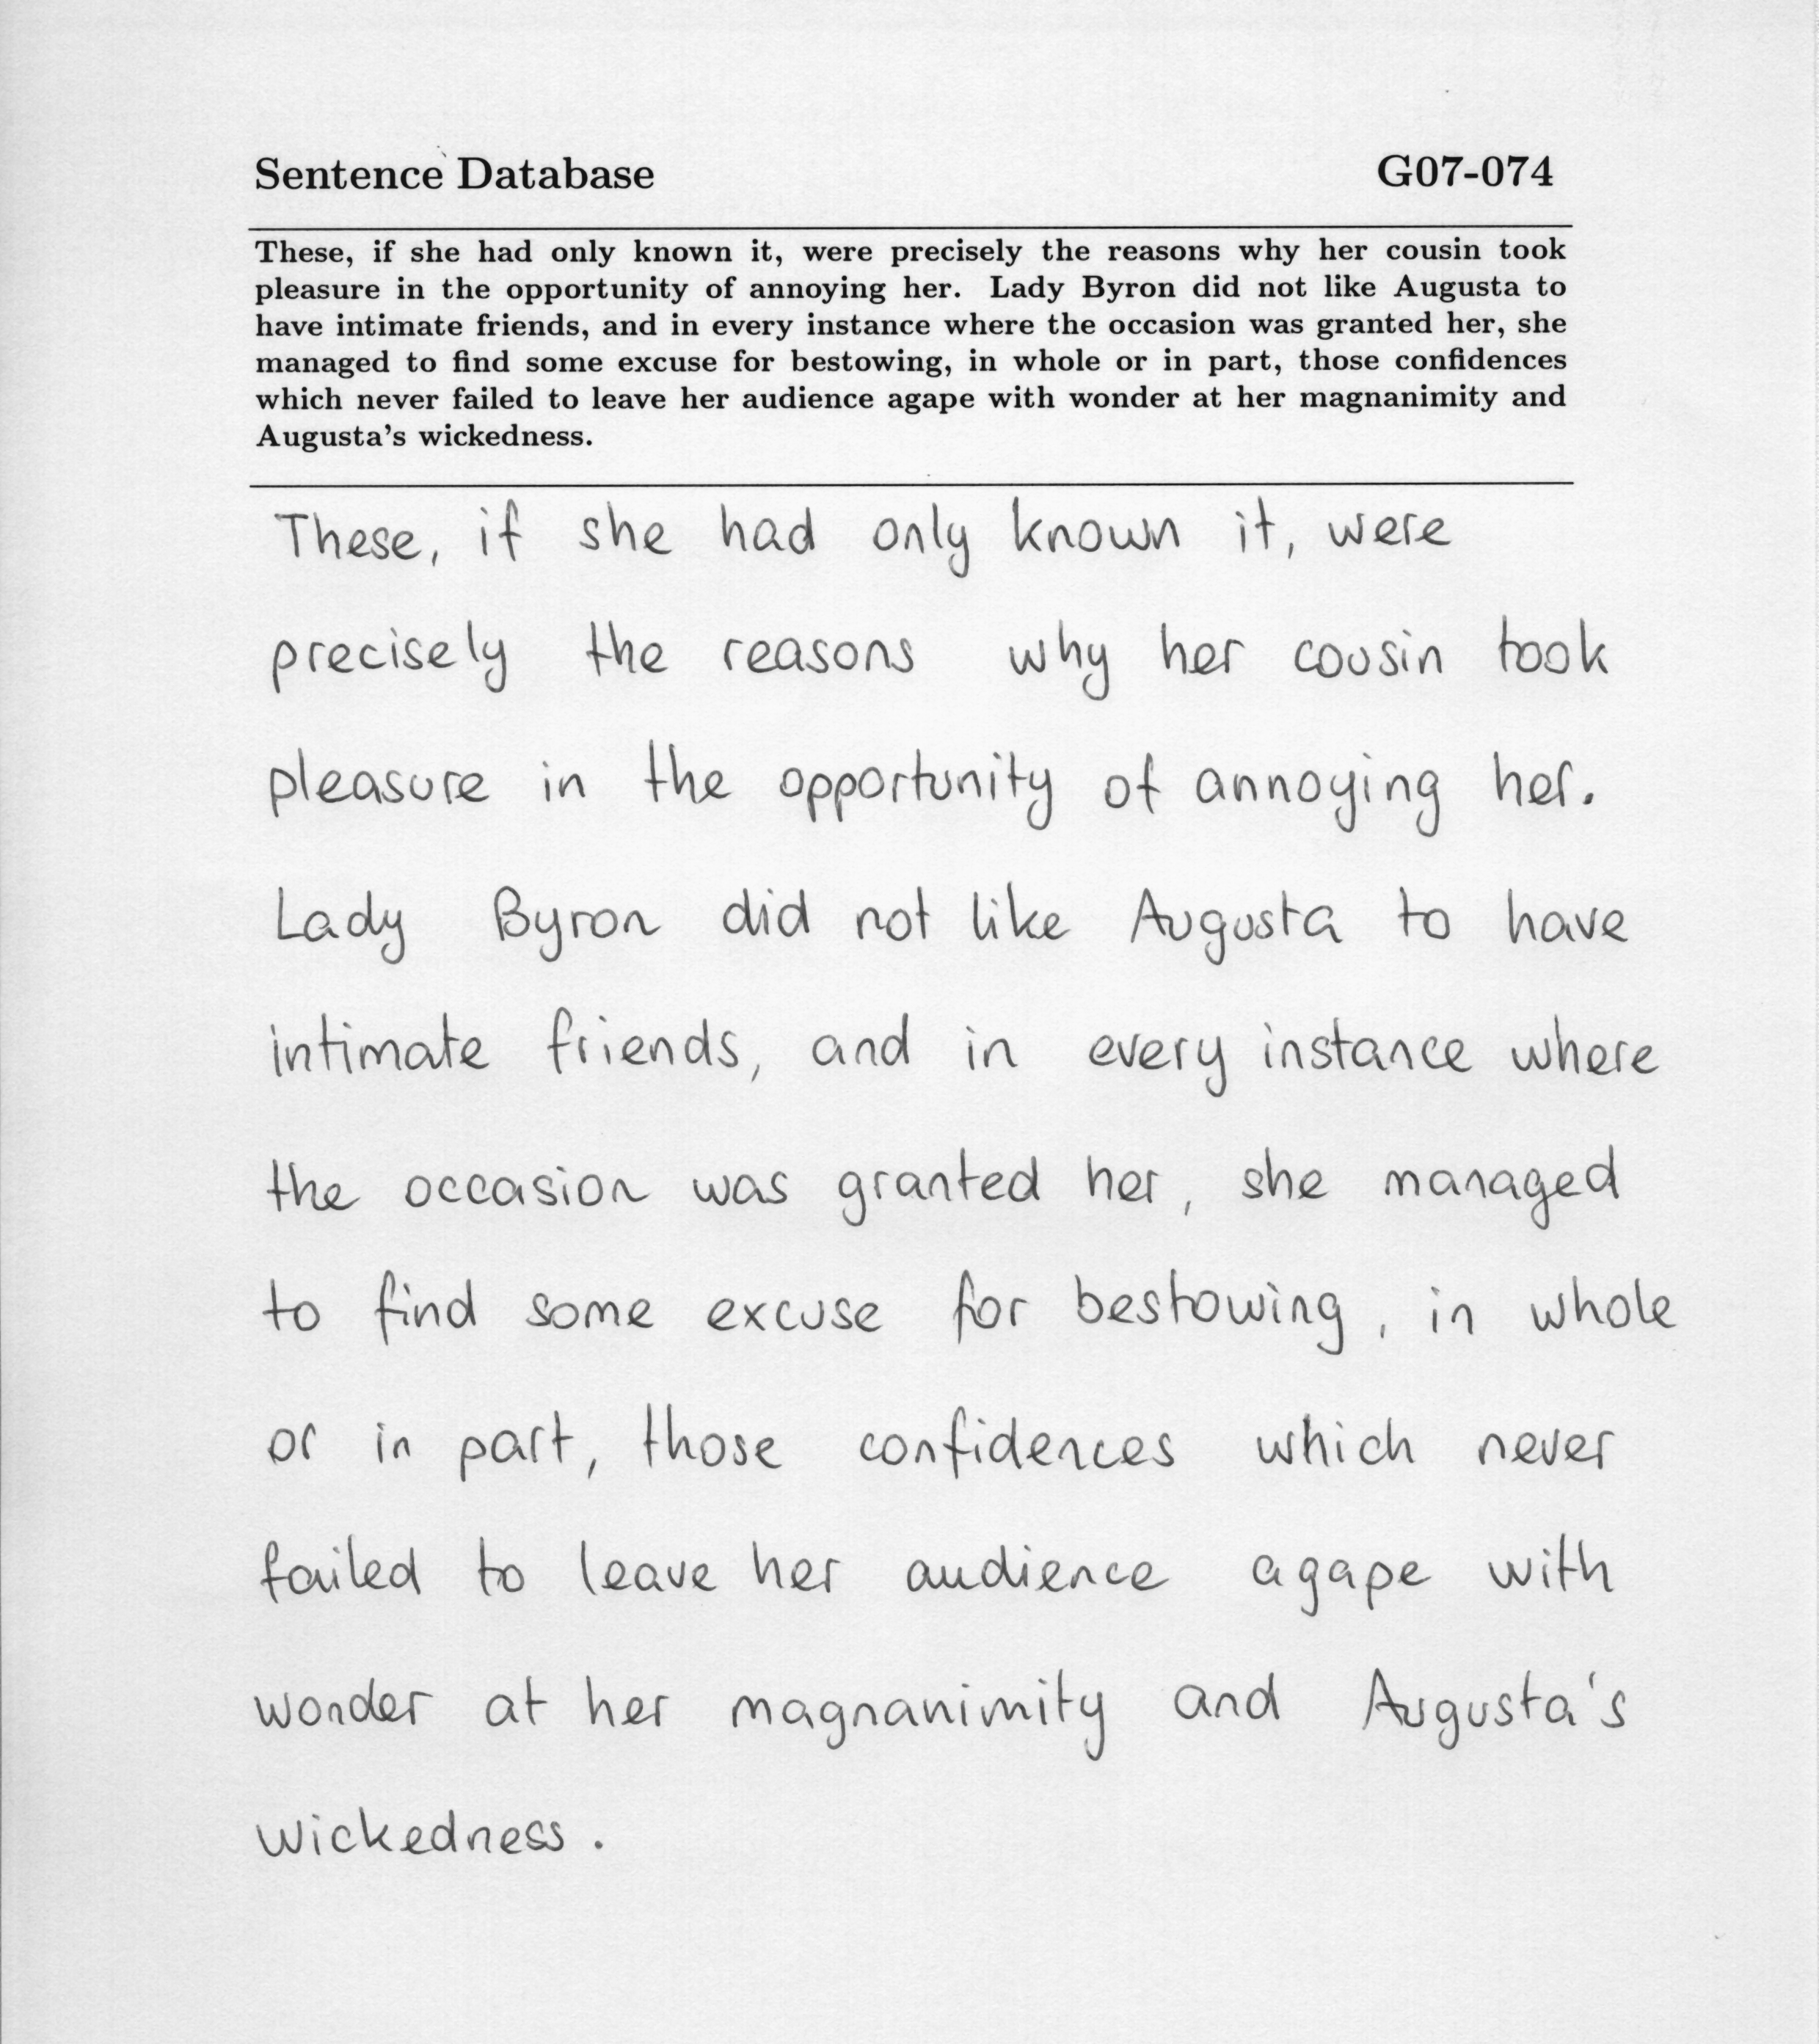 Sentence Database G07-074
These, if she had only known it, were precisely the reasons why her cousin took
pleasure in the opportunity of annoying her. Lady Byron did not like Augusta to
have intimate friends, and in every instance where the occasion was granted her, she
managed to find some excuse for bestowing, in whole or in part, those confidences
which never failed to leave her audience agape with wonder at her magnanimity and
Augusta's wickedness.
These, if she had only known it, were
precisely the reasons why her cousin took
pleasure in the opportunity of annoying her.
Lady Byron did not like Augusta to have
intimate friends, and in every instance where
the occasion was granted her, she managed
to find some excuse for bestowing, in whole
or in part, those confidences which never
failed to leave her audience agape with
wonder at her magnanimity and Augusta's
wickedness.